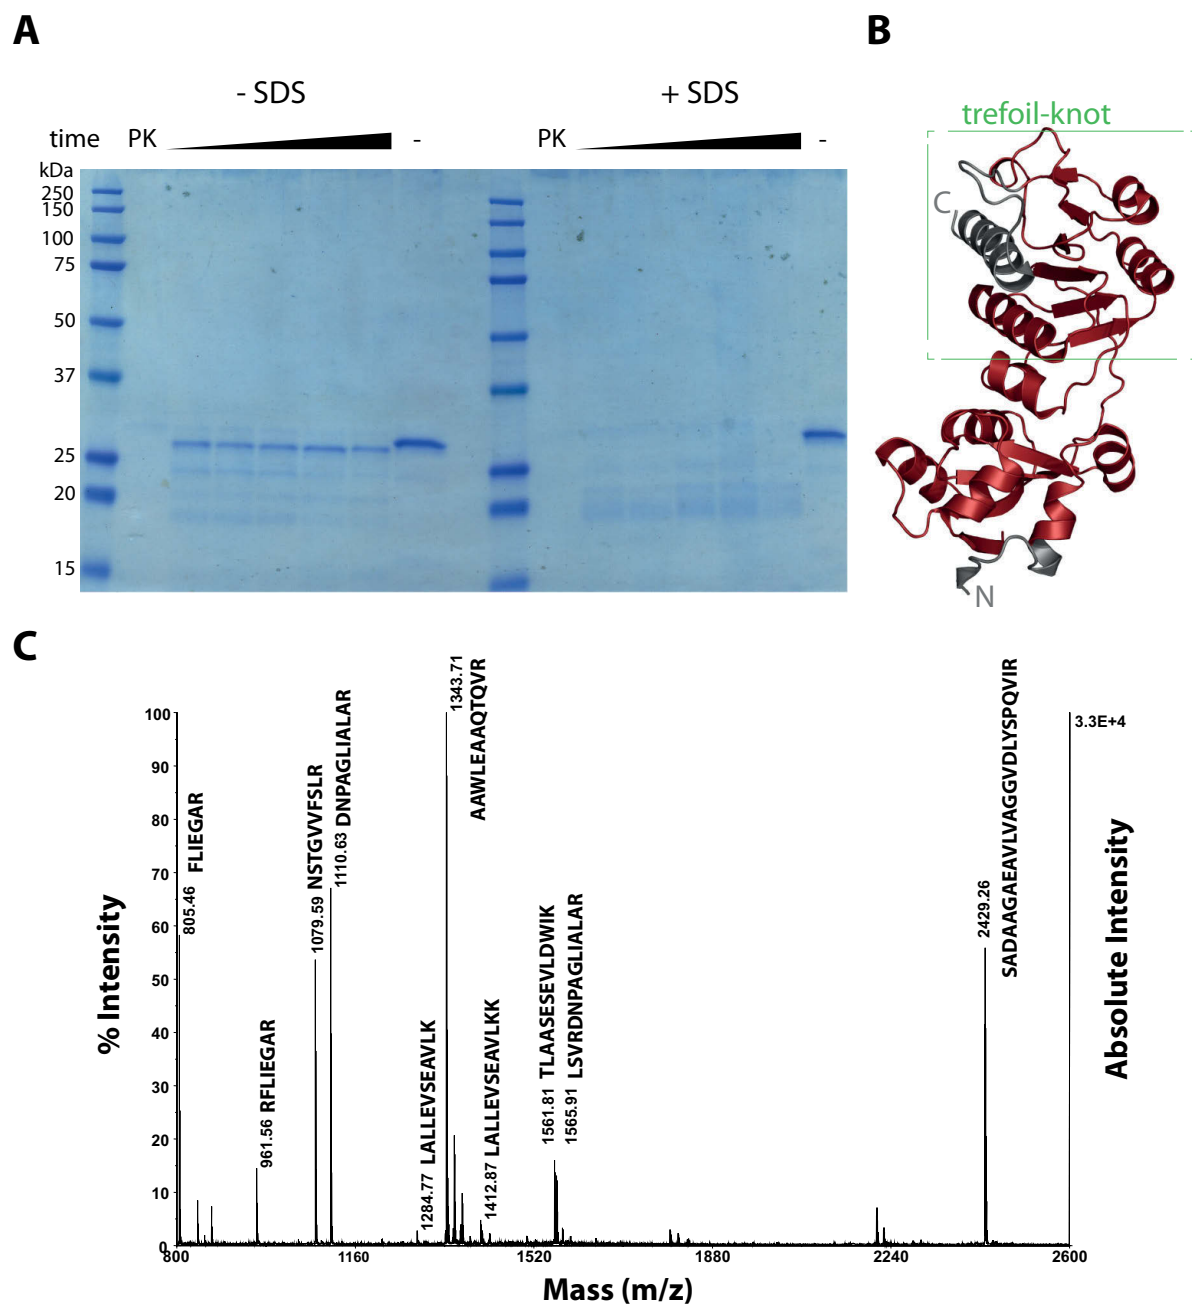 A
- SDS
+ SDS
time PK -
PK -
kDa
250
150
100
75
50
37
25
20
15
B
trefoil-knot
C
N
C
% Intensity
100
90
80
70
60
50
40
30
20
10
0
805.46 FLIEGAR
961.56 RFLIEGAR
1079.59 NSTGVVFSLR
1110.63 DNPAGLIALAR
1284.77 LALLEVSEAVLK
1343.71 AAWLEAAQTQVR
1412.87 LALLEVSEAVLKK
1561.81 TLAASESEVLDWIK
1565.91 LSVRDNPAGLIALAR
2429.26 SADAAGAEAVLVAGGVDLYSPQVIR
3.3E+4
Absolute Intensity
800 1160 1520 1880 2240 2600
Mass (m/z)